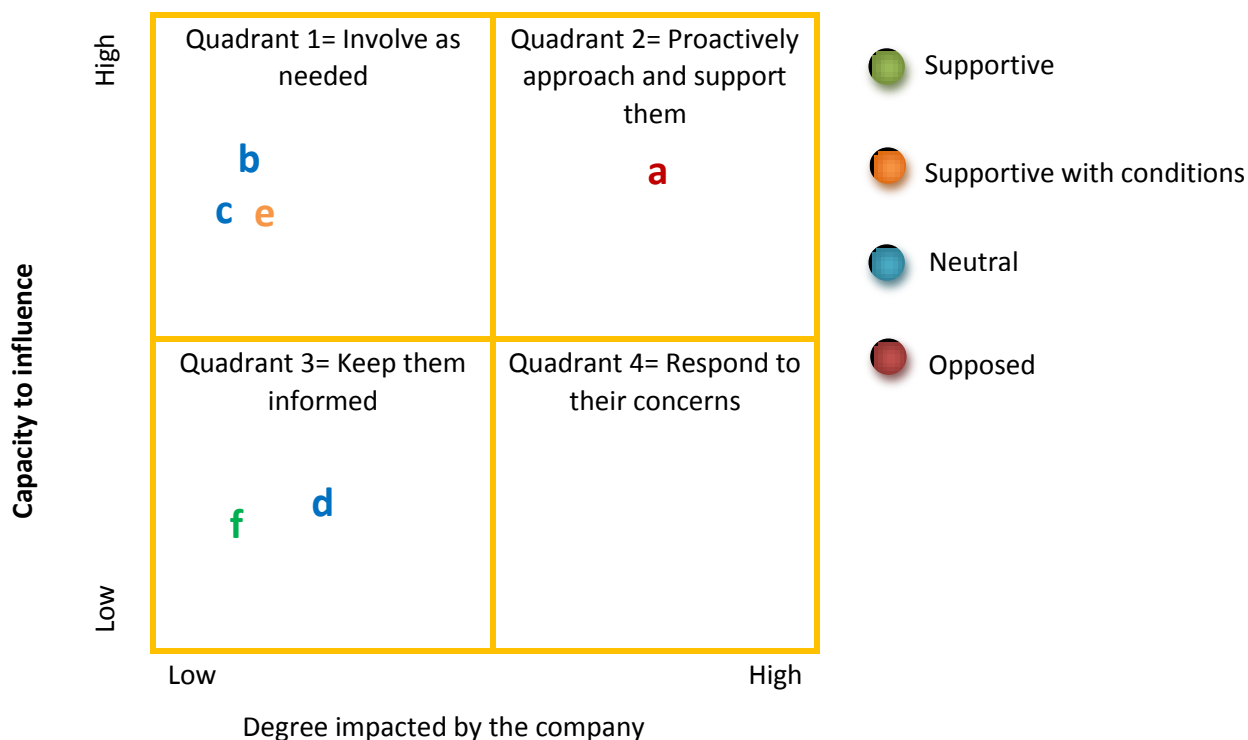 High
Capacity to influence
Low
Quadrant 1= Involve as
needed
b
c e
Quadrant 2= Proactively
approach and support
them
a
Quadrant 3= Keep them
informed
d
f
Quadrant 4= Respond to
their concerns
Low
High
Degree impacted by the company
Supportive
Supportive with conditions
Neutral
Opposed